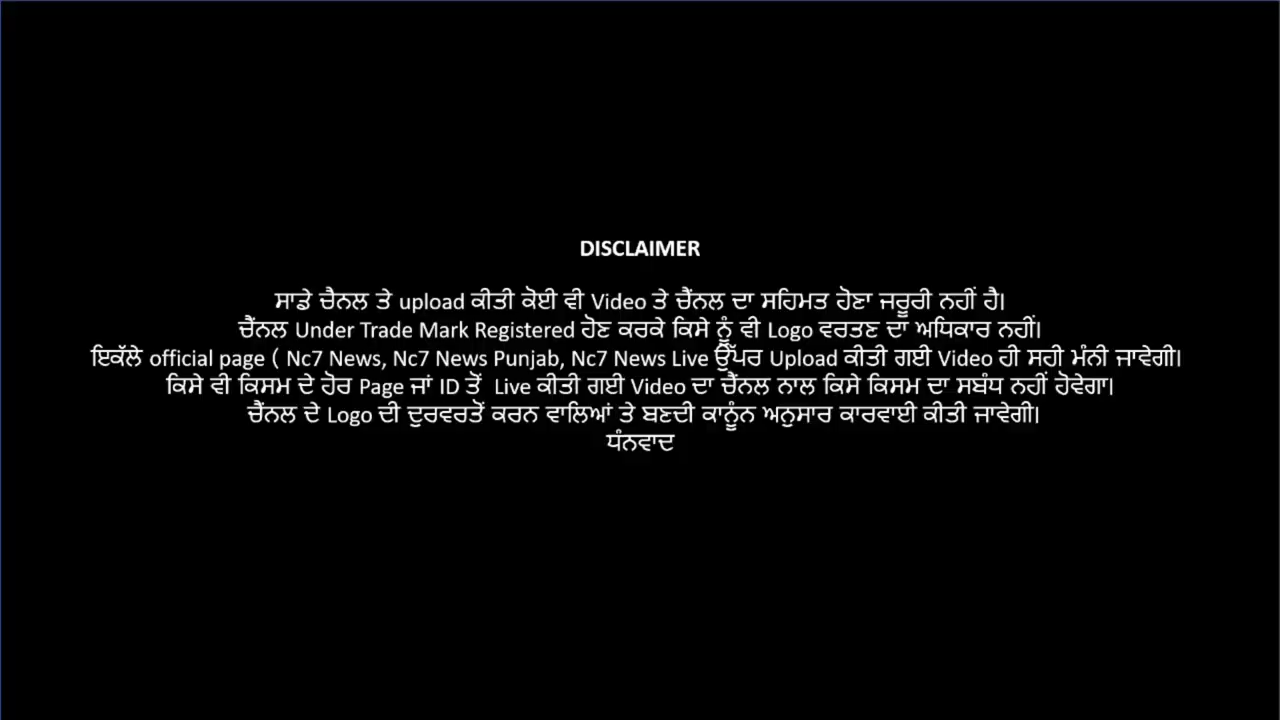 DISCLAIMER
ਸਾਡੇ ਚੈਨਲ ਤੇ upload ਕੀਤੀ ਕੋਈ ਵੀ Video ਤੇ ਚੈੱਨਲ ਦਾ ਸਹਿਮਤ ਹੋਣਾ ਜਰੂਰੀ ਨਹੀਂ ਹੈ।
ਚੈੱਨਲ Under Trade Mark Registered ਹੋਣ ਕਰਕੇ ਕਿਸੇ ਨੂੰ ਵੀ Logo ਵਰਤਣ ਦਾ ਅਧਿਕਾਰ ਨਹੀਂ।
ਇਕੱਲੇ official page ( Nc7 News, Nc7 News Punjab, Nc7 News Live ਉੱਪਰ Upload ਕੀਤੀ ਗਈ Video ਹੀ ਸਹੀ ਮੰਨੀ ਜਾਵੇਗੀ।
ਕਿਸੇ ਵੀ ਕਿਸਮ ਦੇ ਹੋਰ Page ਜਾਂ ID ਤੋਂ Live ਕੀਤੀ ਗਈ Video ਦਾ ਚੈੱਨਲ ਨਾਲ ਕਿਸੇ ਕਿਸਮ ਦਾ ਸਬੰਧ ਨਹੀਂ ਹੋਵੇਗਾ।
ਚੈੱਨਲ ਦੇ Logo ਦੀ ਦੁਰਵਰਤੋਂ ਕਰਨ ਵਾਲਿਆਂ ਤੇ ਬਣਦੀ ਕਾਨੂੰਨ ਅਨੁਸਾਰ ਕਾਰਵਾਈ ਕੀਤੀ ਜਾਵੇਗੀ।
ਧੰਨਵਾਦ